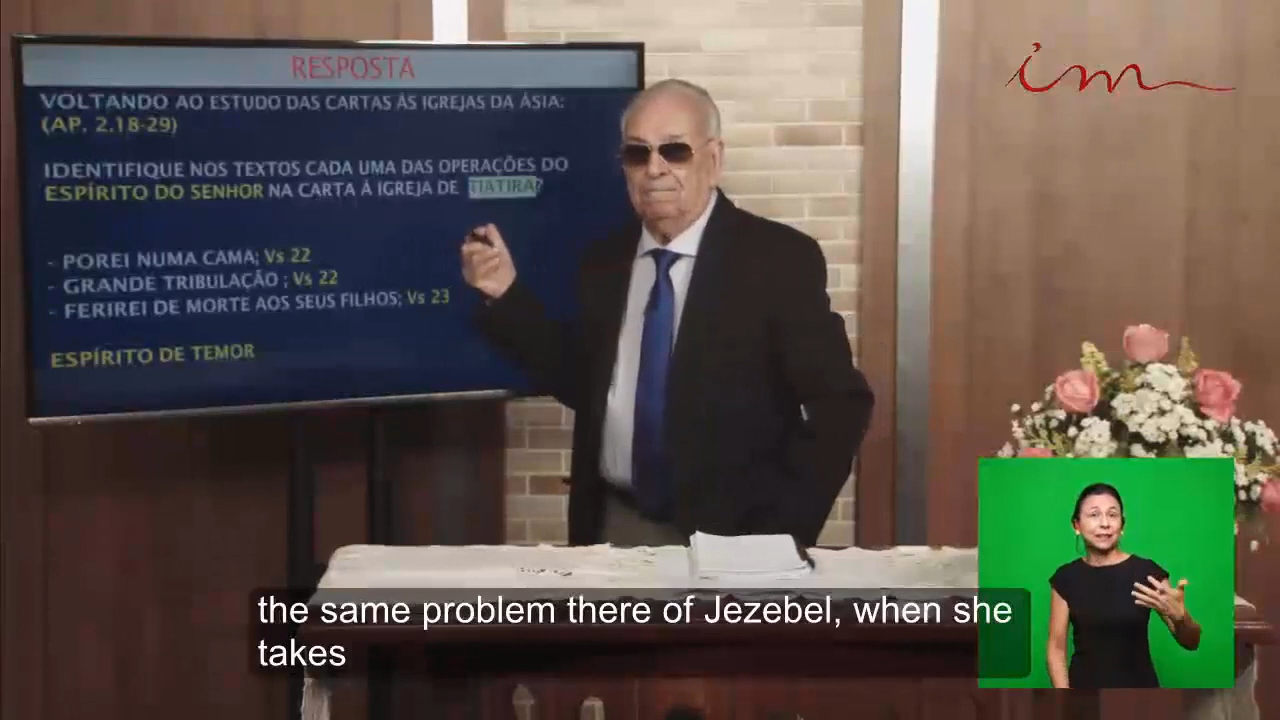 RESPOSTA
VOLTANDO AO ESTUDO DAS CARTAS ÀS IGREJAS DA ÁSIA:
(AP. 2.18-29)
IDENTIFIQUE NOS TEXTOS CADA UMA DAS OPERAÇÕES DO
ESPÍRITO DO SENHOR NA CARTA À IGREJA DE TIATIRA?
- POREI NUMA CAMA; Vs 22
- GRANDE TRIBULAÇÃO ; Vs 22
- FERIREI DE MORTE AOS SEUS FILHOS; Vs 23
ESPÍRITO DE TEMOR
im
the same problem there of Jezebel, when she
takes